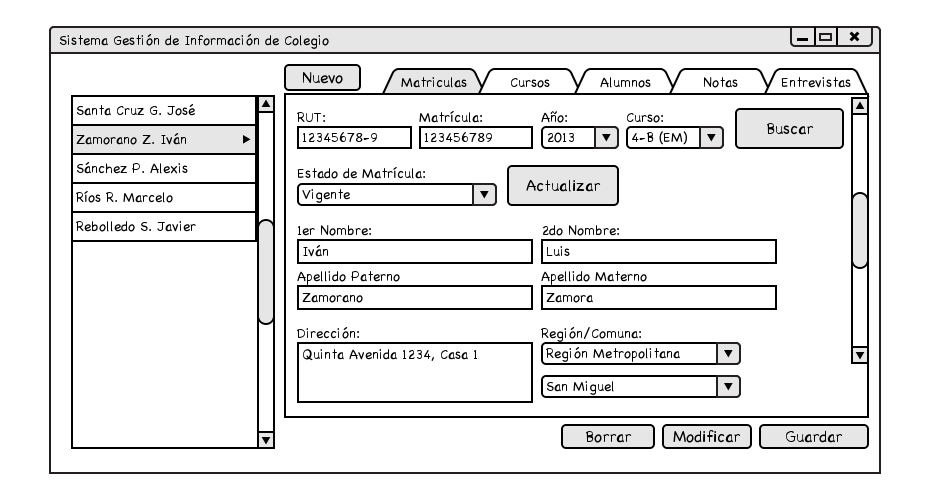 Sistema Gestión de Información de Colegio
Nuevo
Matriculas Cursos Alumnos Notas Entrevistas
Santa Cruz G. José
Zamorano Z. Iván
Sánchez P. Alexis
Ríos R. Marcelo
Rebolledo S. Javier
RUT: Matrícula: Año: Curso:
12345678-9 123456789 2013 4-B (EM) Buscar
Estado de Matrícula:
Vigente Actualizar
1er Nombre: 2do Nombre:
Iván Luis
Apellido Paterno Apellido Materno
Zamorano Zamora
Dirección: Región/Comuna:
Quinta Avenida 1234, Casa 1 Región Metropolitana
San Miguel
Borrar Modificar Guardar